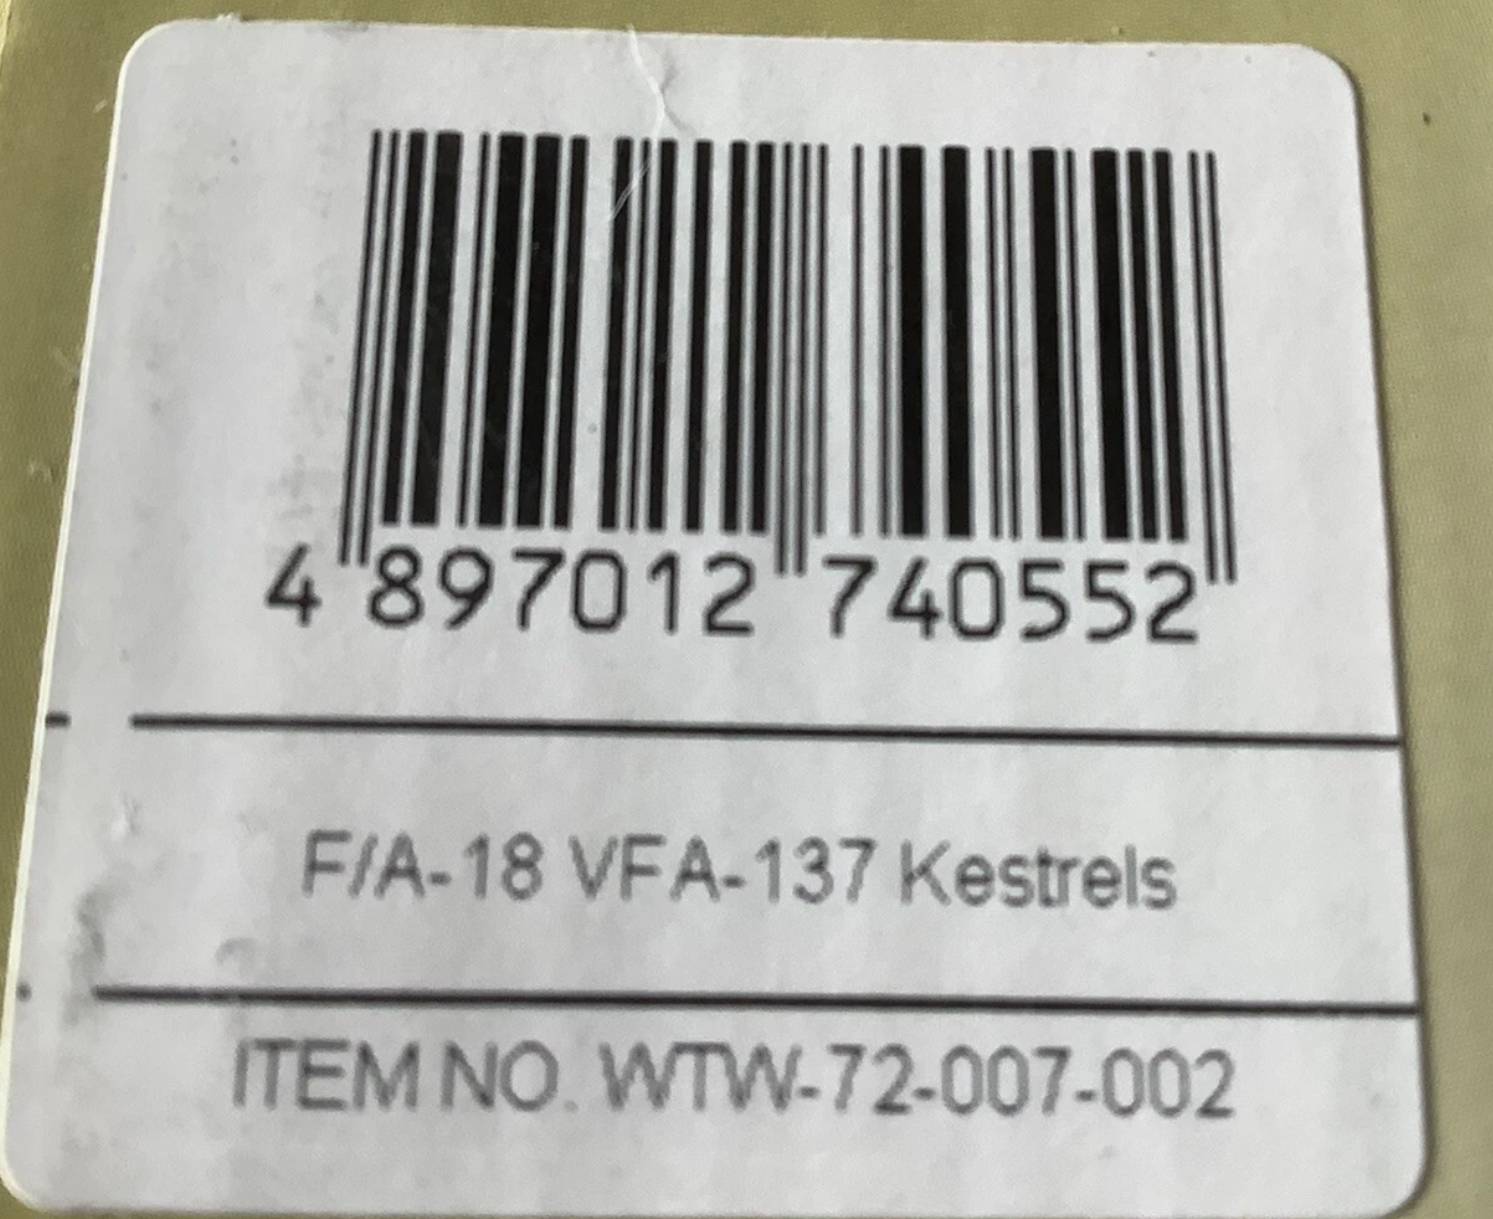 4 897012 740552
F/A-18 VFA-137 Kestrels
ITEM NO. WTW-72-007-002